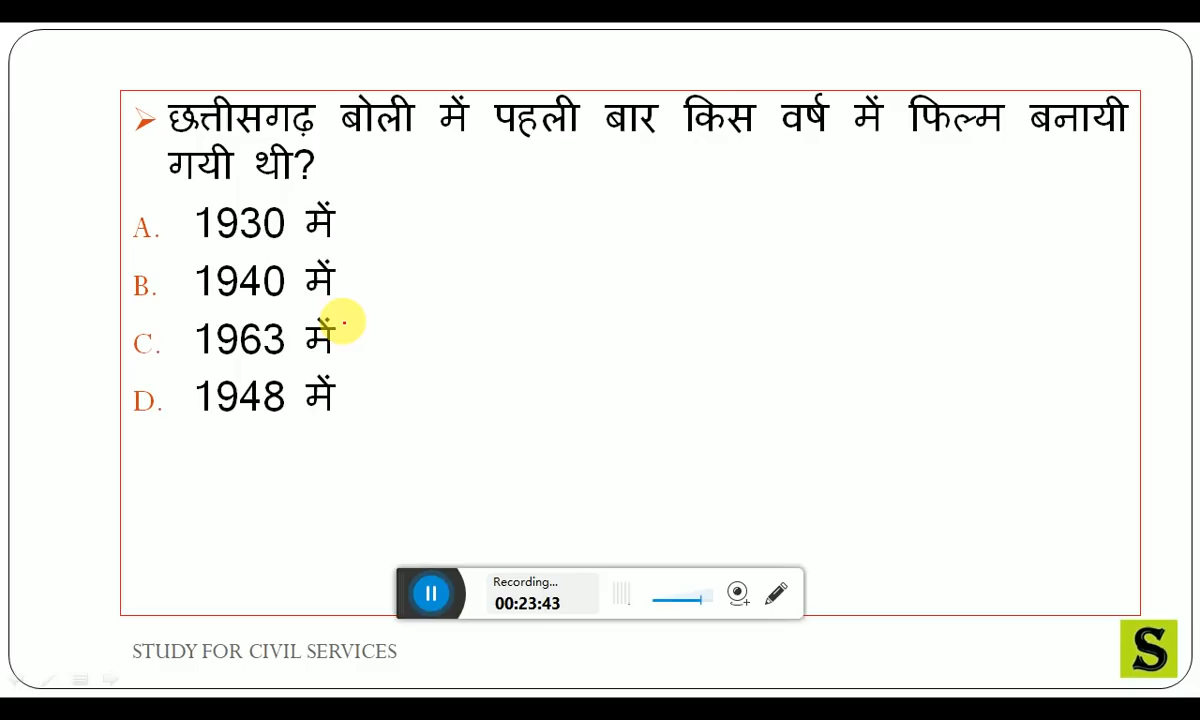 ➢ छत्तीसगढ़ बोली में पहली बार किस वर्ष में फिल्म बनायी
गयी थी?
A. 1930 में
B. 1940 में
C. 1963 में
D. 1948 में
Recording...
00:23:43
STUDY FOR CIVIL SERVICES
S